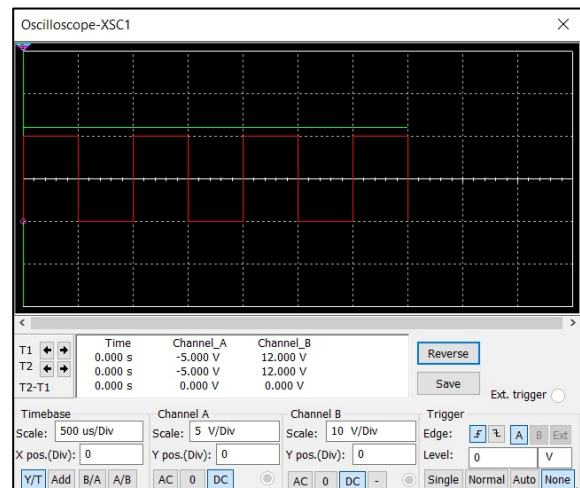 Oscilloscope-XSC1
Time Channel_A Channel_B
T1 0.000 s -5.000 V 12.000 V
T2 0.000 s -5.000 V 12.000 V
T2-T1 0.000 s 0.000 V 0.000 V
Reverse
Save
Ext. trigger
Timebase
Scale: 500 us/Div
X pos.(Div): 0
Y/T Add B/A A/B
Channel A
Scale: 5 V/Div
Y pos.(Div): 0
AC 0 DC
Channel B
Scale: 10 V/Div
Y pos.(Div): 0
AC 0 DC -
Trigger
Edge: A B Ext
Level: 0 V
Single Normal Auto None